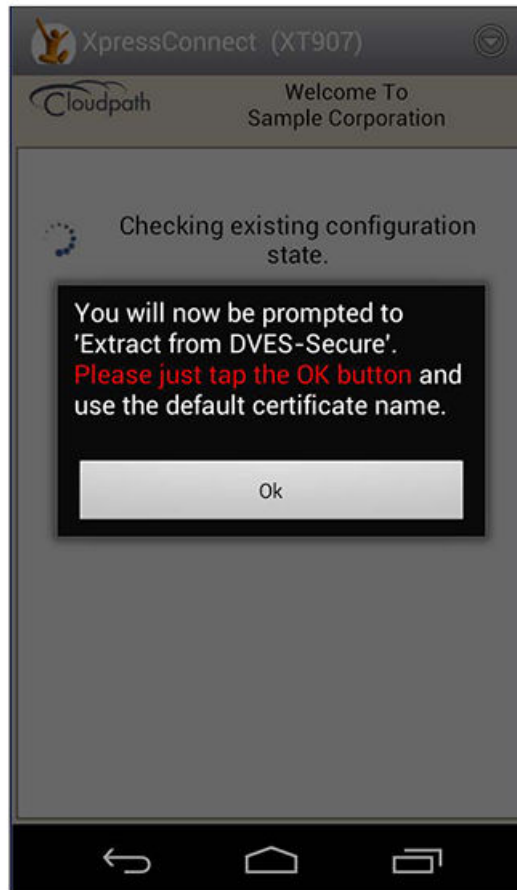 XpressConnect (XT907)
Cloudpath
Welcome To
Sample Corporation
Checking existing configuration
state.
You will now be prompted to
'Extract from DVES-Secure'.
Please just tap the OK button and
use the default certificate name.
Ok